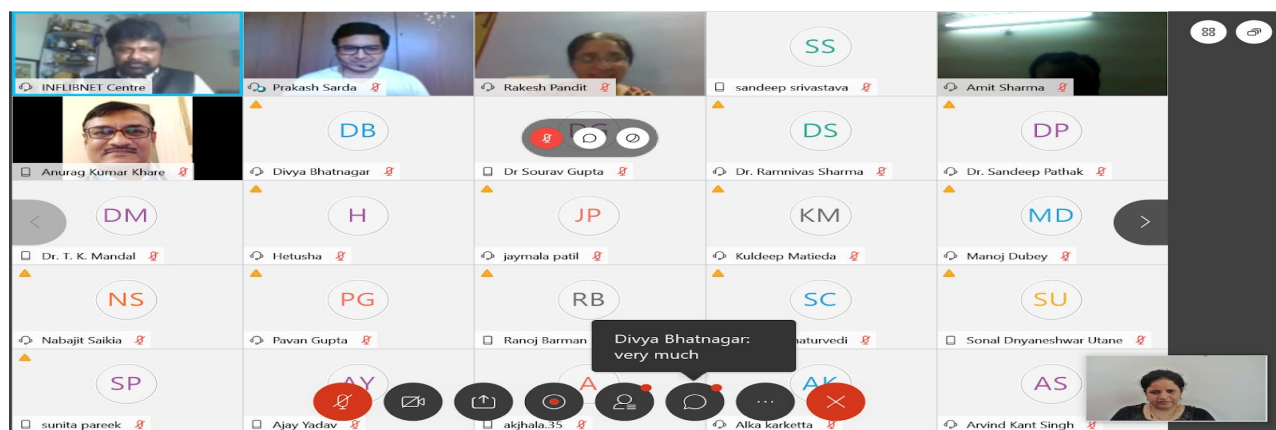 SS
INFLIBNET Centre
Prakash Sarda
Rakesh Pandit
sandeep srivastava
Amit Sharma
DB
DS
DP
Anurag Kumar Khare
Divya Bhatnagar
Dr Sourav Gupta
Dr. Ramnivas Sharma
Dr. Sandeep Pathak
DM
H
JP
KM
MD
Dr. T. K. Mandal
Hetusha
jaymala patil
Kuldeep Matieda
Manoj Dubey
NS
PG
RB
SC
SU
Nabajit Saikia
Pavan Gupta
Ranoj Barman
Divya Bhatnagar:
very much
Sonal Dnyaneshwar Utane
SP
AY
A
AK
AS
sunita pareek
Ajay Yadav
akjhala.35
Alka karketta
Arvind Kant Singh